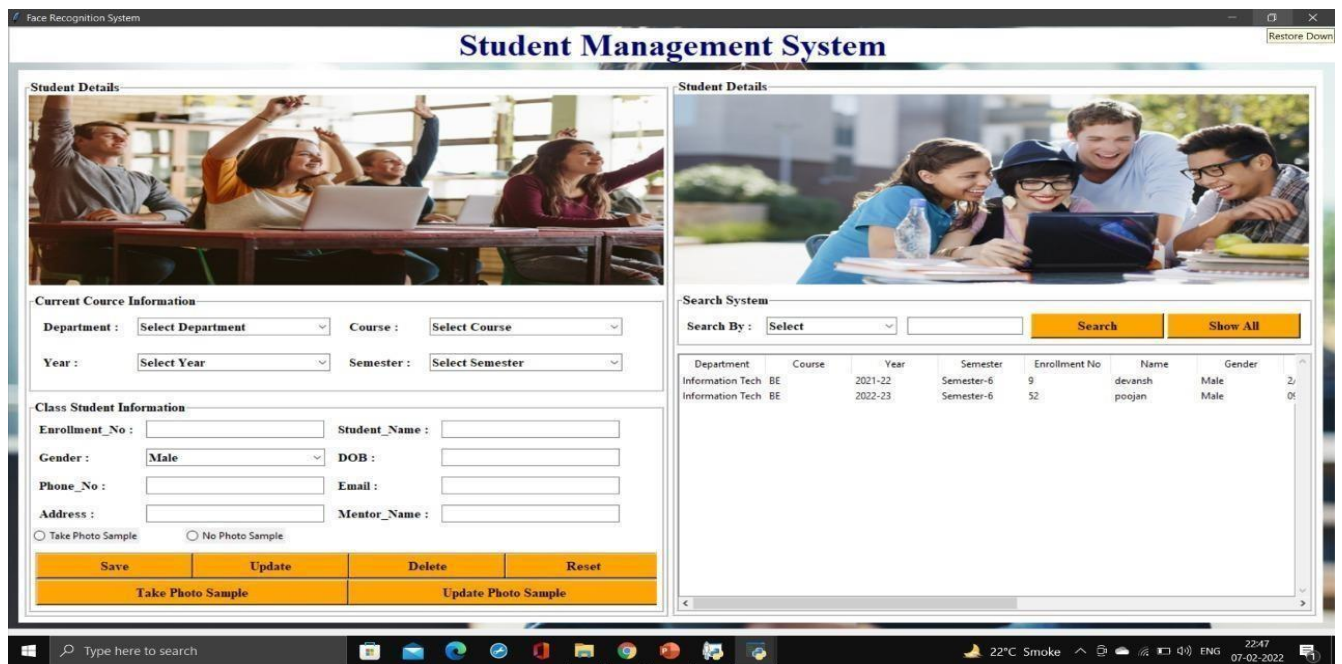 Face Recognition System
Restore Down
Student Management System
Student Details
Current Cource Information
Department : Select Department Course : Select Course
Year : Select Year Semester : Select Semester
Class Student Information
Enrollment_No : Student_Name :
Gender : Male DOB :
Phone_No : Email :
Address : Mentor_Name :
Take Photo Sample No Photo Sample
Save Update Delete Reset
Take Photo Sample Update Photo Sample
Student Details
Search System
Search By : Select Search Show All
Department Course Year Semester Enrollment No Name Gender
Information Tech BE 2021-22 Semester-6 9 devansh Male 2/
Information Tech BE 2022-23 Semester-6 52 poojan Male
Type here to search
22°C Smoke ENG 22:47
07-02-2022
1